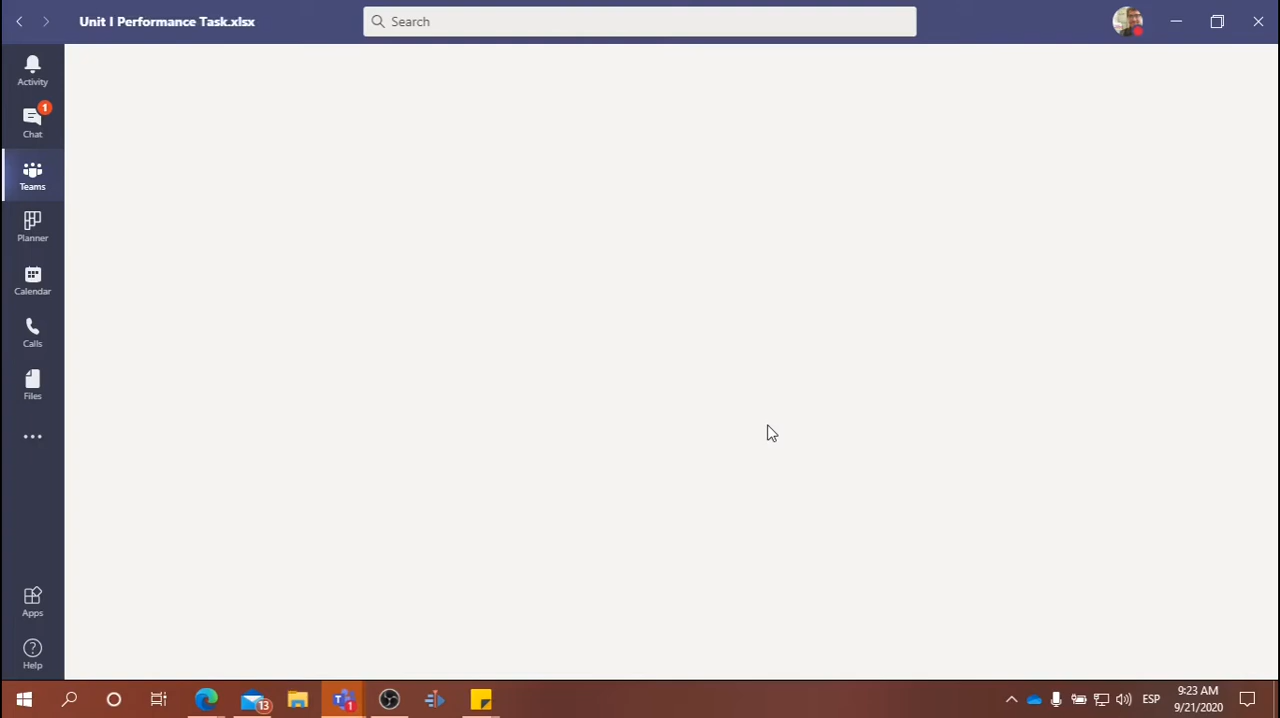 Unit I Performance Task.xlsx
Search
Activity
1
Chat
Teams
Planner
Calendar
Calls
Files
Apps
Help
13
1
ESP
9:23 AM
9/21/2020